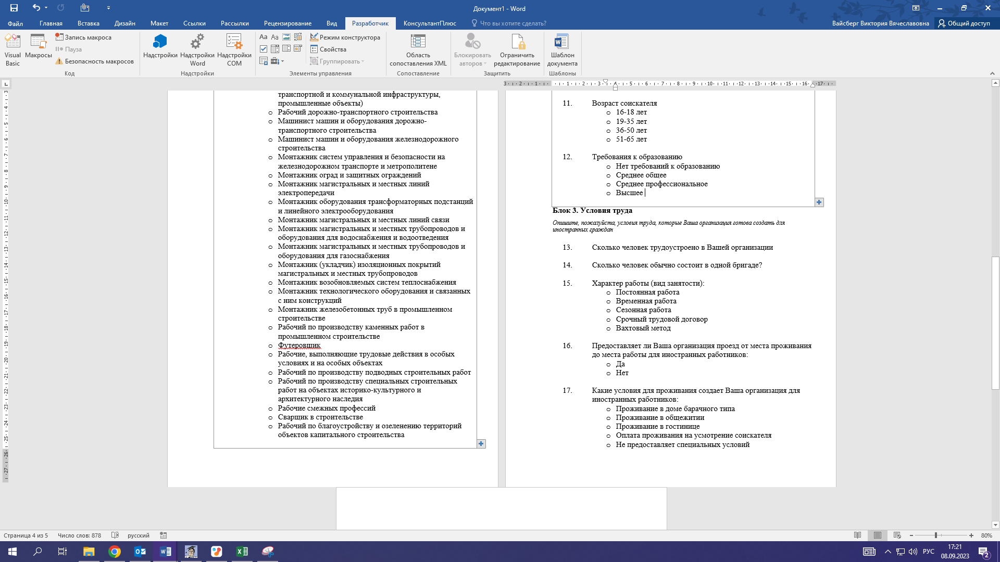 Документ1 - Word
Файл
Главная
Вставка
Дизайн
Макет
Ссылки
Рассылки
Рецензирование
Вид
Разработчик
КонсультантПлюс
Что вы хотите сделать?
Вайсберг Виктория Вячеславовна
Общий доступ
Visual Basic
Макросы
Запись макроса
Пауза
Безопасность макросов
Код
Надстройки
Надстройки Word
Надстройки COM
Надстройки
Aa Aa
Режим конструктора
Свойства
Группировать
Элементы управления
Область сопоставления XML
Сопоставление
Блокировать авторов
Ограничить редактирование
Защитить
Шаблон документа
Шаблоны
транспортной и коммунальной инфраструктуры,
промышленные объекты)
o Рабочий дорожно-транспортного строительства
o Машинист машин и оборудования дорожно-
транспортного строительства
o Машинист машин и оборудования железнодорожного
строительства
o Монтажник систем управления и безопасности на
железнодорожном транспорте и метрополитене
o Монтажник оград и защитных ограждений
o Монтажник магистральных и местных линий
электропередачи
o Монтажник оборудования трансформаторных подстанций
и линейного электрооборудования
o Монтажник магистральных и местных линий связи
o Монтажник магистральных и местных трубопроводов и
оборудования для водоснабжения и водоотведения
o Монтажник магистральных и местных трубопроводов и
оборудования для газоснабжения
o Монтажник (укладчик) изоляционных покрытий
магистральных и местных трубопроводов
o Монтажник возобновляемых систем теплоснабжения
o Монтажник технологического оборудования и связанных
с ним конструкций
o Монтажник железобетонных труб в промышленном
строительстве
o Рабочий по производству каменных работ в
промышленном строительстве
o Футеровщик
o Рабочие, выполняющие трудовые действия в особых
условиях и на особых объектах
o Рабочий по производству подводных строительных работ
o Рабочий по производству специальных строительных
работ на объектах историко-культурного и
архитектурного наследия
o Рабочие смежных профессий
o Сварщик в строительстве
o Рабочий по благоустройству и озеленению территорий
объектов капитального строительства
11. Возраст соискателя
o 16-18 лет
o 19-35 лет
o 36-50 лет
o 51-65 лет
12. Требования к образованию
o Нет требований к образованию
o Среднее общее
o Среднее профессиональное
o Высшее
Блок 3. Условия труда
Опишите, пожалуйста, условия труда, которые Ваша организация готова создать для
иностранных граждан
13. Сколько человек трудоустроено в Вашей организации
14. Сколько человек обычно состоит в одной бригаде?
15. Характер работы (вид занятости):
o Постоянная работа
o Временная работа
o Сезонная работа
o Срочный трудовой договор
o Вахтовый метод
16. Предоставляет ли Ваша организация проезд от места проживания
до места работы для иностранных работников:
o Да
o Нет
17. Какие условия для проживания создает Ваша организация для
иностранных работников:
o Проживание в доме барачного типа
o Проживание в общежитии
o Проживание в гостинице
o Оплата проживания на усмотрение соискателя
o Не предоставляет специальных условий
Страница 4 из 5
Число слов: 878
русский
80%
РУС
17:21
08.09.2023
2